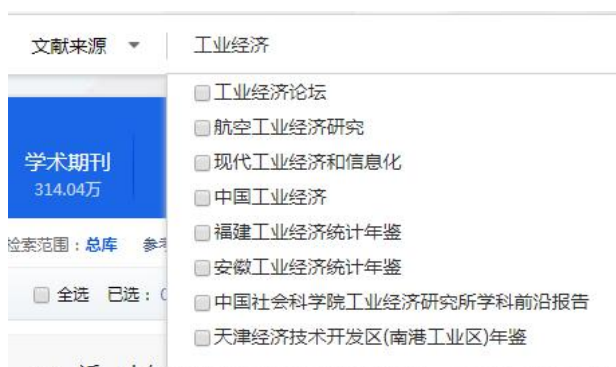 文献来源 工业经济
工业经济论坛
航空工业经济研究
学术期刊
314.04万
现代工业经济和信息化
中国工业经济
检索范围：总库 参考
福建工业经济统计年鉴
安徽工业经济统计年鉴
全选 已选：0
中国社会科学院工业经济研究所学科前沿报告
天津经济技术开发区(南港工业区)年鉴